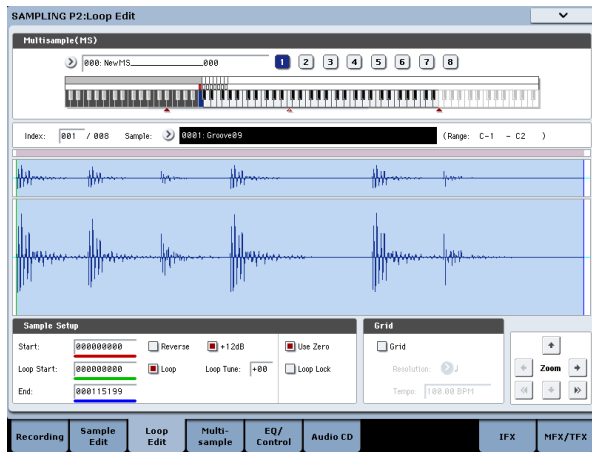 SAMPLING P2:Loop Edit
Multisample(MS)
000: NewMS________________000 1 2 3 4 5 6 7 8
Index: 001 / 008 Sample: 0001: Groove09 (Range: C-1 - C2 )
Sample Setup Grid
Start: 000000000 Reverse +12dB Use Zero Grid
Loop Start: 000000000 Loop Loop Tune: +00 Loop Lock Resolution: ♩ Zoom
End: 000115199 Tempo: 100.00 BPM
Recording Sample Edit Loop Edit Multi-sample EQ/Control Audio CD IFX MFX/TFX